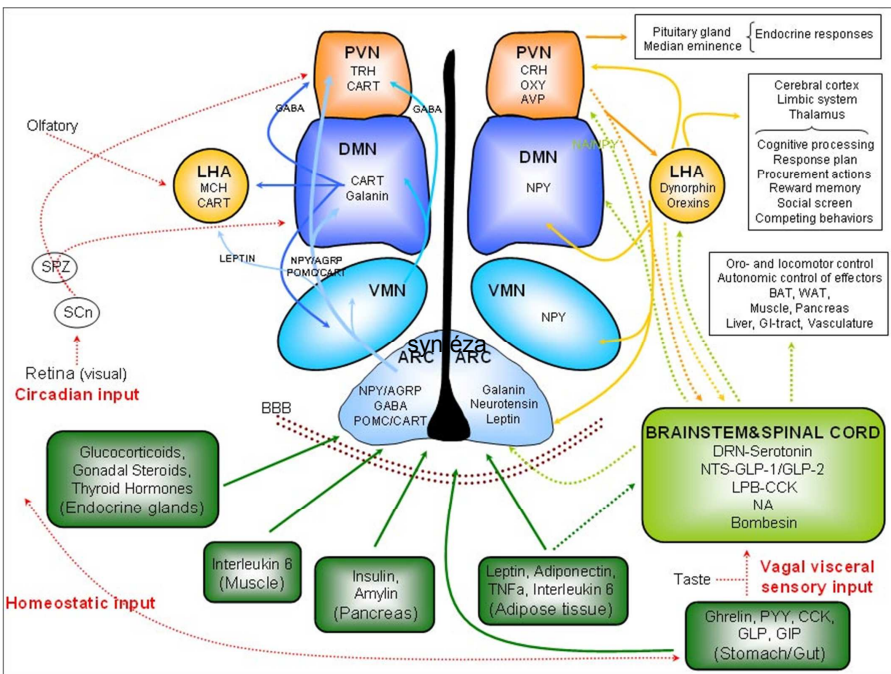 PVN
TRH
CART
PVN
CRH
OXY
AVP
Pituitary gland
Median eminence
Endocrine responses
Cerebral cortex
Limbic system
Thalamus
Cognitive processing
Response plan
Procurement actions
Reward memory
Social screen
Competing behaviors
GABA
GABA
Olfatory
DMN
CART
Galanin
DMN
NPY
NA/NPY
LHA
MCH
CART
LHA
Dynorphin
Orexins
LEPTIN
NPY/AGRP
POMC/CART
SPZ
SCn
VMN
VMN
NPY
Oro- and locomotor control
Autonomic control of effectors
BAT, WAT,
Muscle, Pancreas
Liver, GI-tract, Vasculature
syntéza
ARC
ARC
Retina (visual)
Circadian input
NPY/AGRP
GABA
POMC/CART
Galanin
Neurotensin
Leptin
BBB
BRAINSTEM&SPINAL CORD
DRN-Serotonin
NTS-GLP-1/GLP-2
LPB-CCK
NA
Bombesin
Glucocorticoids,
Gonadal Steroids,
Thyroid Hormones
(Endocrine glands)
Interleukin 6
(Muscle)
Insulin,
Amylin
(Pancreas)
Leptin, Adiponectin,
TNFa, Interleukin 6
(Adipose tissue)
Taste
Vagal visceral
sensory input
Homeostatic input
Ghrelin, PYY, CCK,
GLP, GIP
(Stomach/Gut)